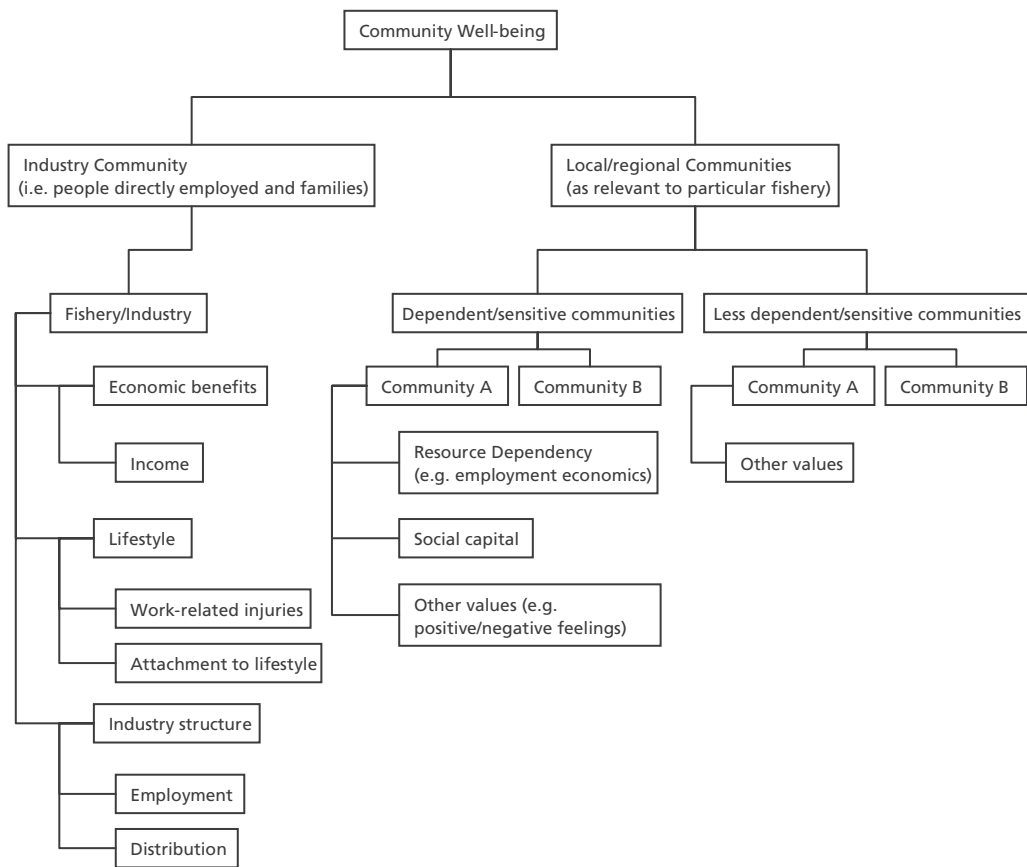 Community Well-being
Industry Community
(i.e. people directly employed and families)
Local/regional Communities
(as relevant to particular fishery)
Fishery/Industry
Dependent/sensitive communities
Less dependent/sensitive communities
Economic benefits
Community A
Community B
Community A
Community B
Income
Resource Dependency
(e.g. employment economics)
Other values
Lifestyle
Social capital
Work-related injuries
Other values (e.g.
positive/negative feelings)
Attachment to lifestyle
Industry structure
Employment
Distribution